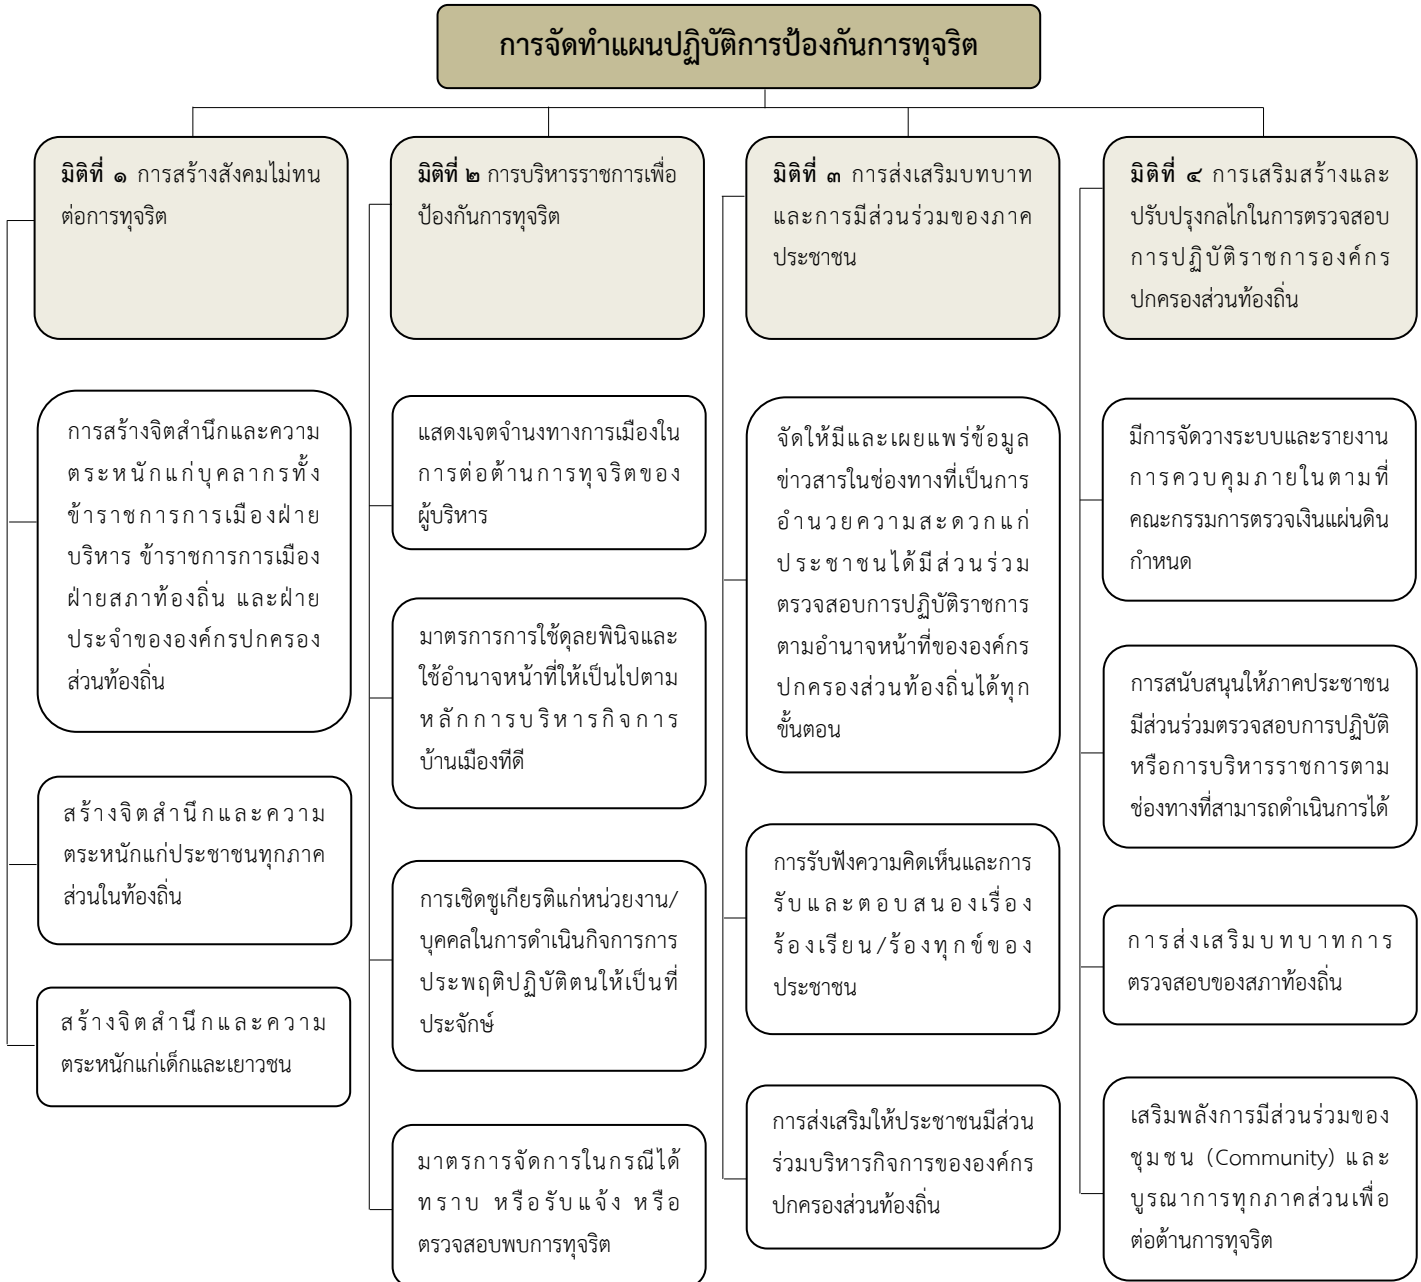 การจัดทำแผนปฏิบัติการป้องกันการทุจริต
มิติที่ ๑ การสร้างสังคมไม่ทน
ต่อการทุจริต
การสร้างจิตสำนึกและความ
ตระหนักแก่บุคลากรทั้ง
ข้าราชการการเมืองฝ่าย
บริหาร ข้าราชการการเมือง
ฝ่ายสภาท้องถิ่น และฝ่าย
ประจำขององค์กรปกครอง
ส่วนท้องถิ่น
สร้างจิตสำนึกและความ
ตระหนักแก่ประชาชนทุกภาค
ส่วนในท้องถิ่น
สร้างจิตสำนึกและความ
ตระหนักแก่เด็กและเยาวชน
มิติที่ ๒ การบริหารราชการเพื่อ
ป้องกันการทุจริต
แสดงเจตจำนงทางการเมืองใน
การต่อต้านการทุจริตของ
ผู้บริหาร
มาตรการการใช้ดุลยพินิจและ
ใช้อำนาจหน้าที่ให้เป็นไปตาม
หลักการบริหารกิจการ
บ้านเมืองทีดี
การเชิดชูเกียรติแก่หน่วยงาน/
บุคคลในการดำเนินกิจการการ
ประพฤติปฏิบัติตนให้เป็นที่
ประจักษ์
มาตรการจัดการในกรณีได้
ทราบ หรือรับแจ้ง หรือ
ตรวจสอบพบการทุจริต
มิติที่ ๓ การส่งเสริมบทบาท
และการมีส่วนร่วมของภาค
ประชาชน
จัดให้มีและเผยแพร่ข้อมูล
ข่าวสารในช่องทางที่เป็นการ
อำนวยความสะดวกแก่
ประชาชนได้มีส่วนร่วม
ตรวจสอบการปฏิบัติราชการ
ตามอำนาจหน้าที่ขององค์กร
ปกครองส่วนท้องถิ่นได้ทุก
ขั้นตอน
การรับฟังความคิดเห็นและการ
รับและตอบสนองเรื่อง
ร้องเรียน/ร้องทุกข์ของ
ประชาชน
การส่งเสริมให้ประชาชนมีส่วน
ร่วมบริหารกิจการขององค์กร
ปกครองส่วนท้องถิ่น
มิติที่ ๔ การเสริมสร้างและ
ปรับปรุงกลไกในการตรวจสอบ
การปฏิบัติราชการองค์กร
ปกครองส่วนท้องถิ่น
มีการจัดวางระบบและรายงาน
การควบคุมภายในตามที่
คณะกรรมการตรวจเงินแผ่นดิน
กำหนด
การสนับสนุนให้ภาคประชาชน
มีส่วนร่วมตรวจสอบการปฏิบัติ
หรือการบริหารราชการตาม
ช่องทางที่สามารถดำเนินการได้
การส่งเสริมบทบาทการ
ตรวจสอบของสภาท้องถิ่น
เสริมพลังการมีส่วนร่วมของ
ชุมชน (Community) และ
บูรณาการทุกภาคส่วนเพื่อ
ต่อต้านการทุจริต